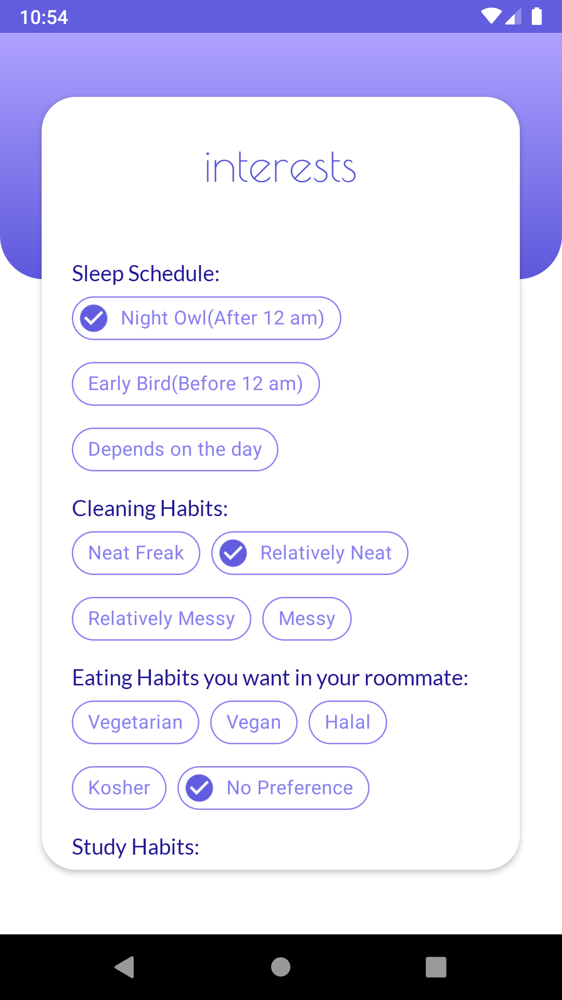 10:54
interests
Sleep Schedule:
Night Owl(After 12 am)
Early Bird(Before 12 am)
Depends on the day
Cleaning Habits:
Neat Freak Relatively Neat
Relatively Messy Messy
Eating Habits you want in your roommate:
Vegetarian Vegan Halal
Kosher No Preference
Study Habits: